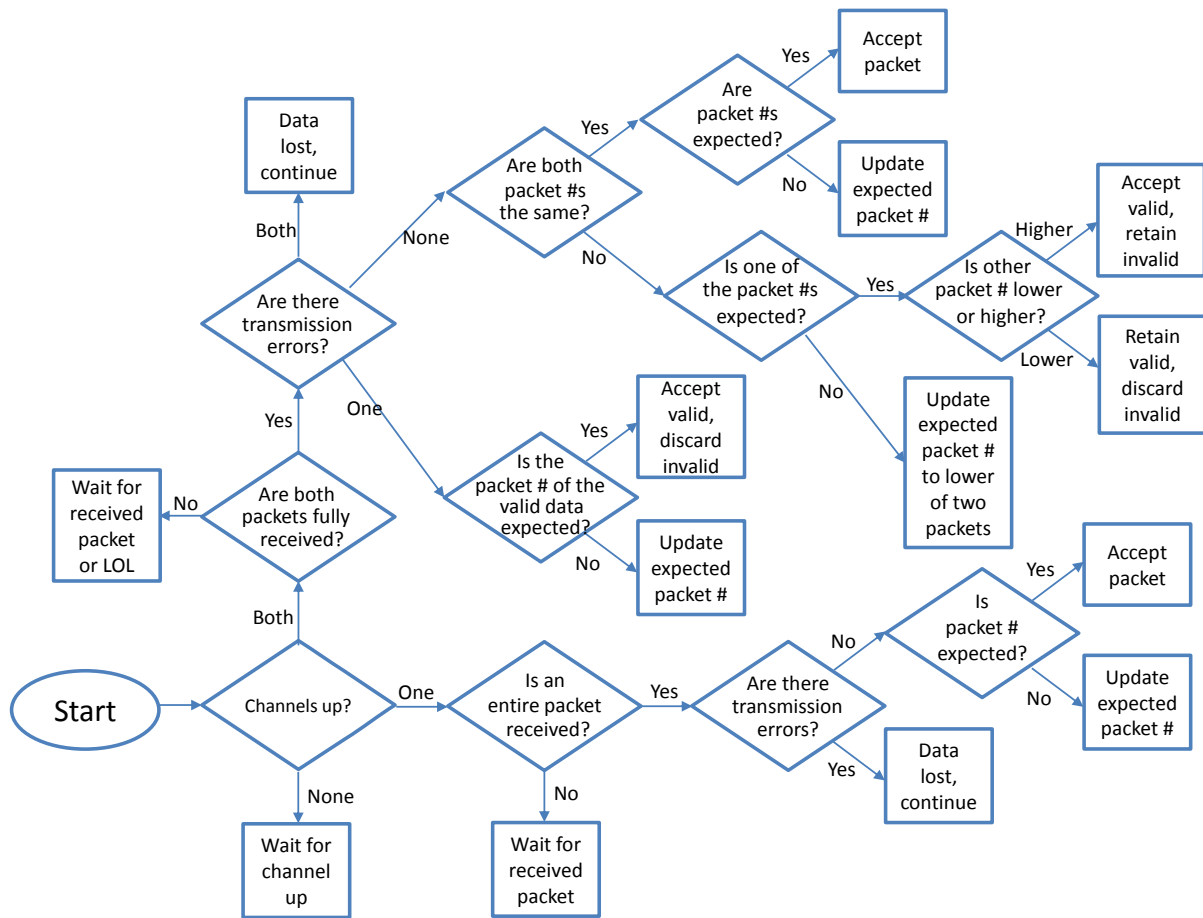 Accept
packet
Yes
Are
packet #s
expected?
Data
lost,
continue
Yes
Are both
packet #s
the same?
No
Update
expected
packet #
Accept
valid,
retain
invalid
Both
None
No
Higher
Is one of
the packet #s
expected?
Yes
Is other
packet # lower
or higher?
Are there
transmission
errors?
Lower
Retain
valid,
discard
invalid
No
One
Accept
valid,
discard
invalid
Yes
Update
expected
packet #
to lower
of two
packets
Yes
Is the
packet # of the
valid data
expected?
Wait for
received
packet
or LOL
No
Are both
packets fully
received?
No
Update
expected
packet #
Accept
packet
Yes
Both
Is
packet #
expected?
No
Start
Channels up?
One
Is an
entire packet
received?
Yes
Are there
transmission
errors?
No
Update
expected
packet #
Yes
Data
lost,
continue
None
No
Wait for
channel
up
Wait for
received
packet